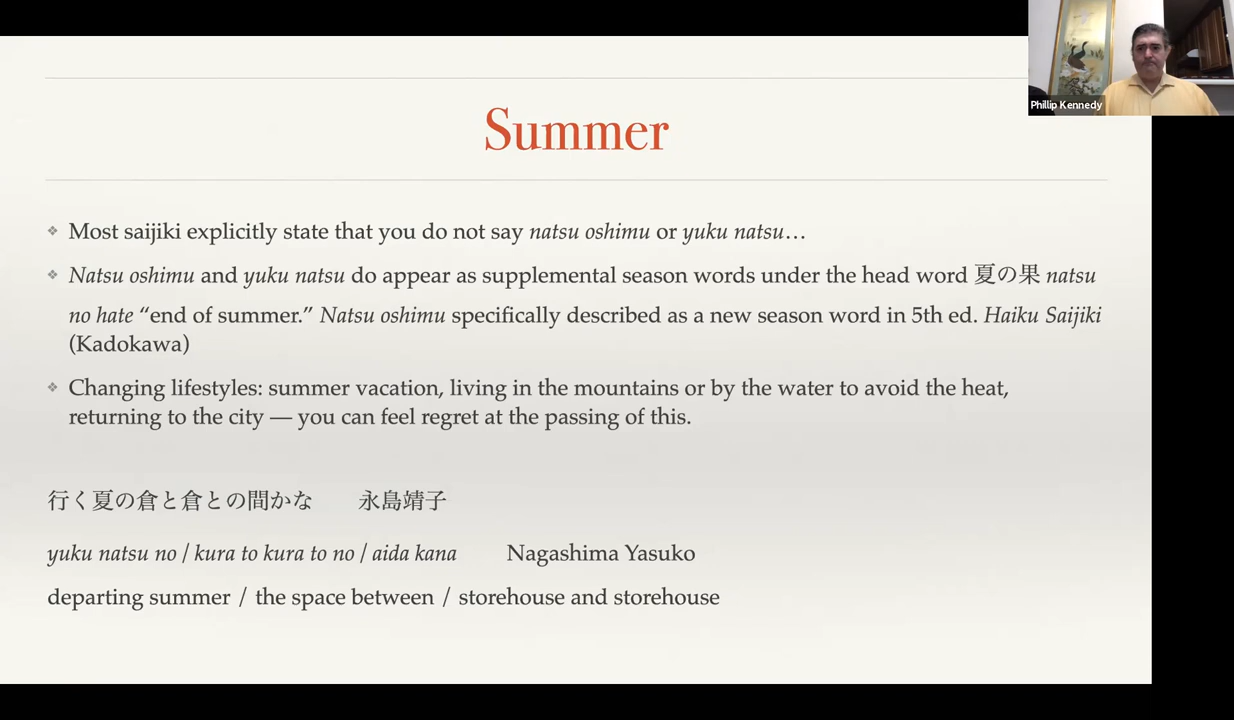 Phillip Kennedy
Summer
❖ Most saijiki explicitly state that you do not say natsu oshimu or yuku natsu…
❖ Natsu oshimu and yuku natsu do appear as supplemental season words under the head word 夏の果 natsu
no hate “end of summer.” Natsu oshimu specifically described as a new season word in 5th ed. Haiku Saijiki
(Kadokawa)
❖ Changing lifestyles: summer vacation, living in the mountains or by the water to avoid the heat,
returning to the city — you can feel regret at the passing of this.
行く夏の倉と倉との間かな　　永島靖子
yuku natsu no / kura to kura to no / aida kana Nagashima Yasuko
departing summer / the space between / storehouse and storehouse